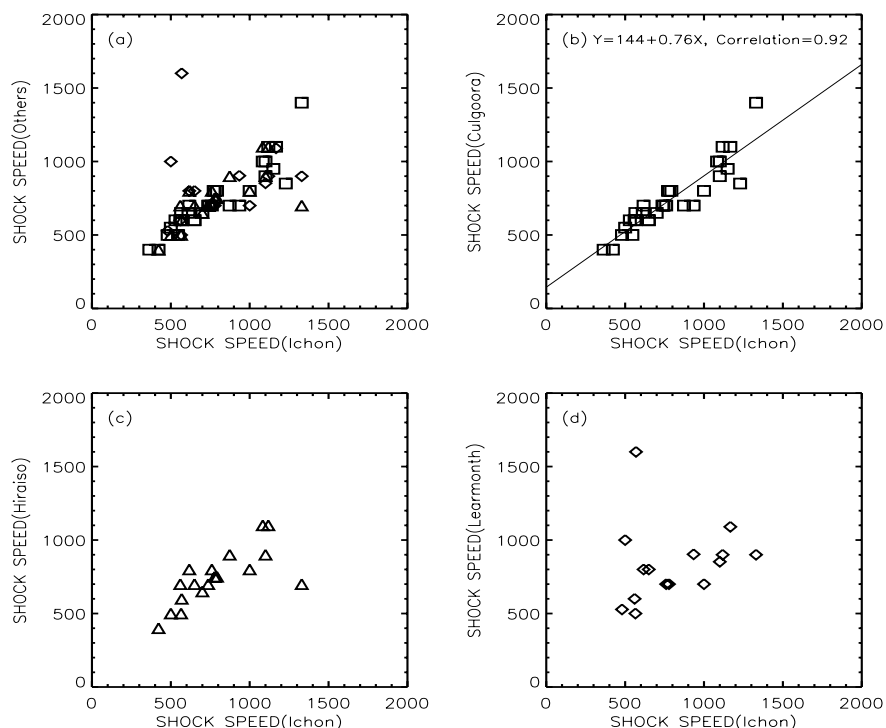 2000
1500
1000
500
0
SHOCK SPEED(Others)
(a)
0 500 1000 1500 2000
SHOCK SPEED(Ichon)
2000
1500
1000
500
0
SHOCK SPEED(Culgoora)
(b) Y=144+0.76X, Correlation=0.92
0 500 1000 1500 2000
SHOCK SPEED(Ichon)
2000
1500
1000
500
0
SHOCK SPEED(Hiraiso)
(c)
0 500 1000 1500 2000
SHOCK SPEED(Ichon)
2000
1500
1000
500
0
SHOCK SPEED(Learmonth)
(d)
0 500 1000 1500 2000
SHOCK SPEED(Ichon)